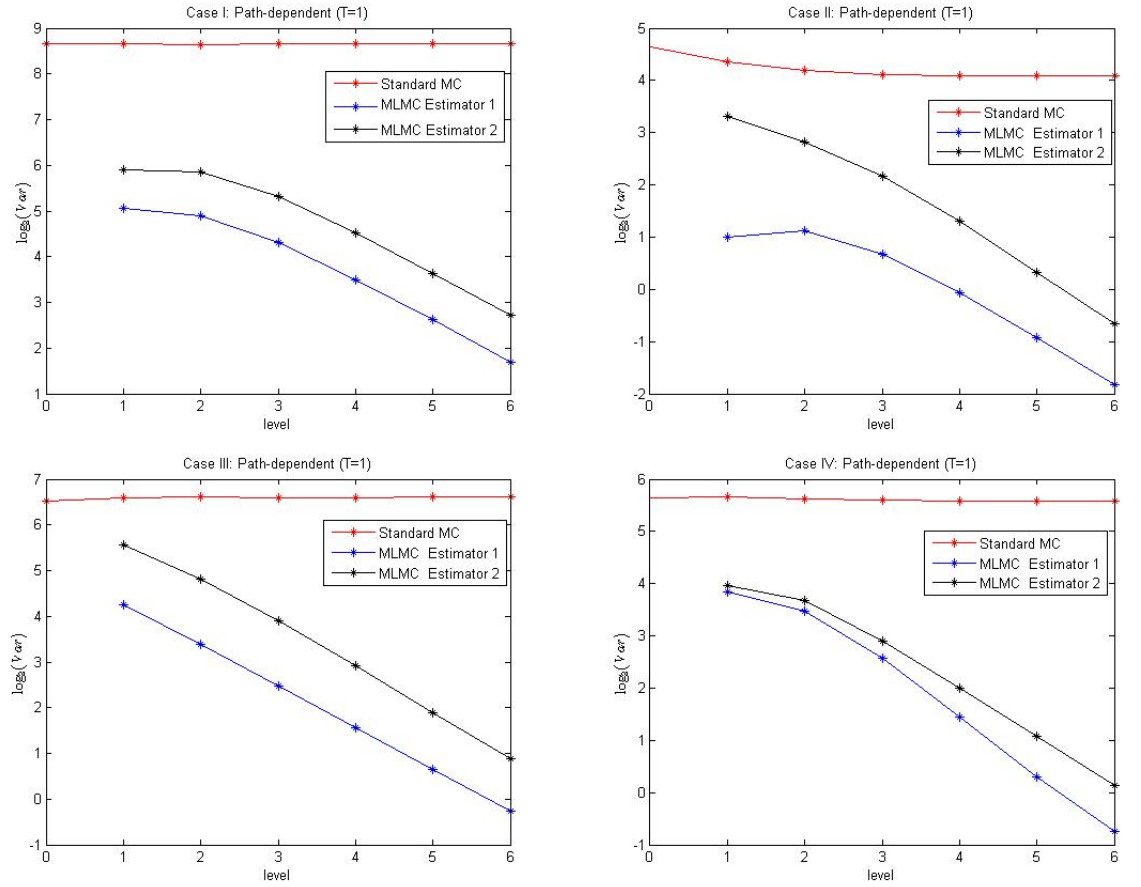 Case I: Path-dependent (T=1)
9
8
7
6
5
4
3
2
1
log₂(Var)
Standard MC
MLMC Estimator 1
MLMC Estimator 2
0 1 2 3 4 5 6
level
Case II: Path-dependent (T=1)
5
4
3
2
1
0
-1
-2
log₂(Var)
Standard MC
MLMC Estimator 1
MLMC Estimator 2
0 1 2 3 4 5 6
level
Case III: Path-dependent (T=1)
7
6
5
4
3
2
1
0
-1
log₂(Var)
Standard MC
MLMC Estimator 1
MLMC Estimator 2
0 1 2 3 4 5 6
level
Case IV: Path-dependent (T=1)
6
5
4
3
2
1
0
-1
log₂(Var)
Standard MC
MLMC Estimator 1
MLMC Estimator 2
0 1 2 3 4 5 6
level